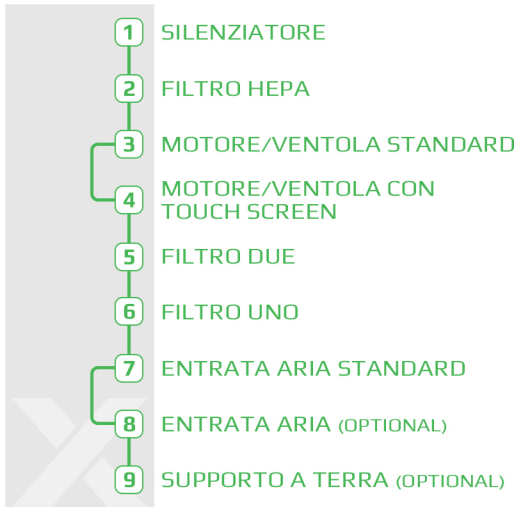 1 SILENZIATORE
2 FILTRO HEPA
3 MOTORE/VENTOLA STANDARD
4 MOTORE/VENTOLA CON
TOUCH SCREEN
5 FILTRO DUE
6 FILTRO UNO
7 ENTRATA ARIA STANDARD
8 ENTRATA ARIA (OPTIONAL)
9 SUPPORTO A TERRA (OPTIONAL)